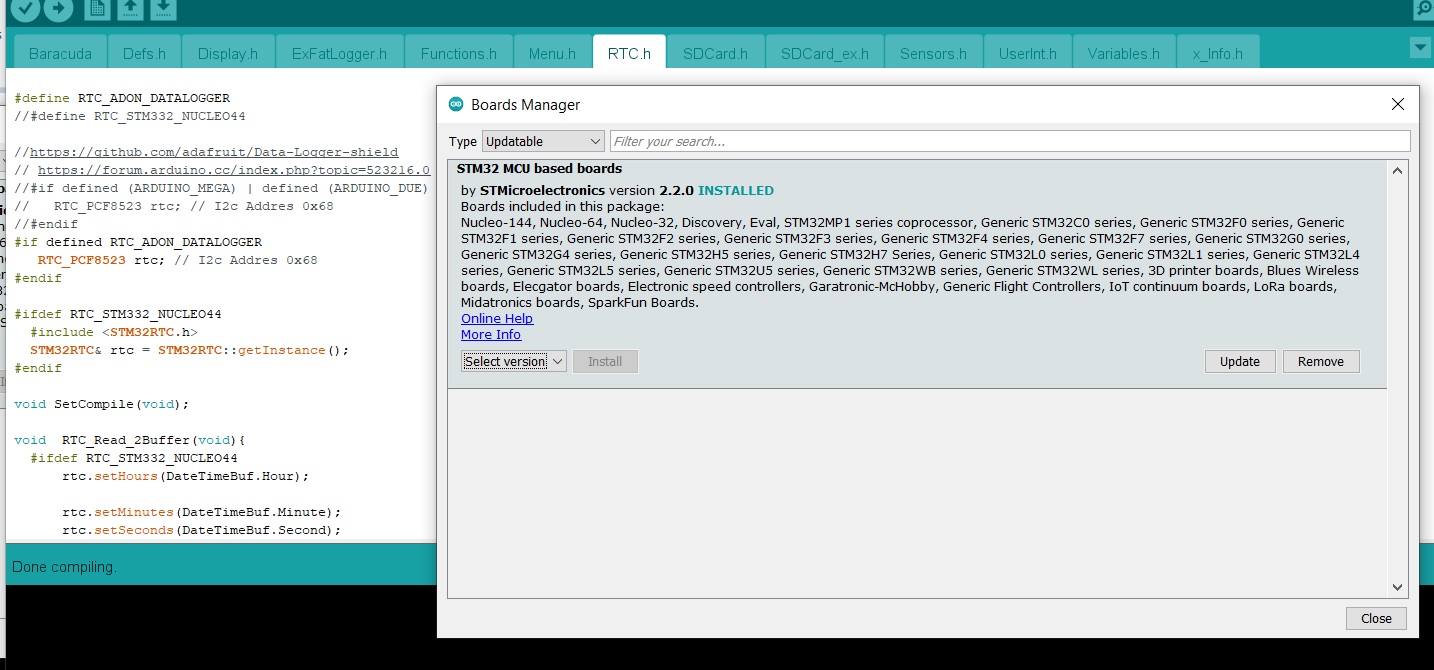 Baracuda Defs.h Display.h ExFatLogger.h Functions.h Menu.h RTC.h SDCard.h SDCard_ex.h Sensors.h UserInt.h Variables.h x_Info.h
#define RTC_ADON_DATALOGGER
//#define RTC_STM332_NUCLEO44
//https://github.com/adafruit/Data-Logger-shield
// https://forum.arduino.cc/index.php?topic=523216.0
//#if defined (ARDUINO_MEGA) | defined (ARDUINO_DUE)
//   RTC_PCF8523 rtc; // I2c Addres 0x68
//#endif
#if defined RTC_ADON_DATALOGGER
   RTC_PCF8523 rtc; // I2c Addres 0x68
#endif
#ifdef RTC_STM332_NUCLEO44
  #include <STM32RTC.h>
  STM32RTC& rtc = STM32RTC::getInstance();
#endif
void SetCompile(void);
void  RTC_Read_2Buffer(void){
  #ifdef RTC_STM332_NUCLEO44
      rtc.setHours(DateTimeBuf.Hour);
      rtc.setMinutes(DateTimeBuf.Minute);
      rtc.setSeconds(DateTimeBuf.Second);
Done compiling.
Boards Manager
Type Updatable Filter your search...
STM32 MCU based boards
by STMicroelectronics version 2.2.0 INSTALLED
Boards included in this package:
Nucleo-144, Nucleo-64, Nucleo-32, Discovery, Eval, STM32MP1 series coprocessor, Generic STM32C0 series, Generic STM32F0 series, Generic
STM32F1 series, Generic STM32F2 series, Generic STM32F3 series, Generic STM32F4 series, Generic STM32F7 series, Generic STM32G0 series,
Generic STM32G4 series, Generic STM32H5 series, Generic STM32H7 Series, Generic STM32L0 series, Generic STM32L1 series, Generic STM32L4
series, Generic STM32L5 series, Generic STM32U5 series, Generic STM32WB series, Generic STM32WL series, 3D printer boards, Blues Wireless
boards, Elecgator boards, Electronic speed controllers, Garatronic-McHobby, Generic Flight Controllers, IoT continuum boards, LoRa boards,
Midatronics boards, SparkFun Boards.
Online Help
More Info
Select version Install Update Remove
Close